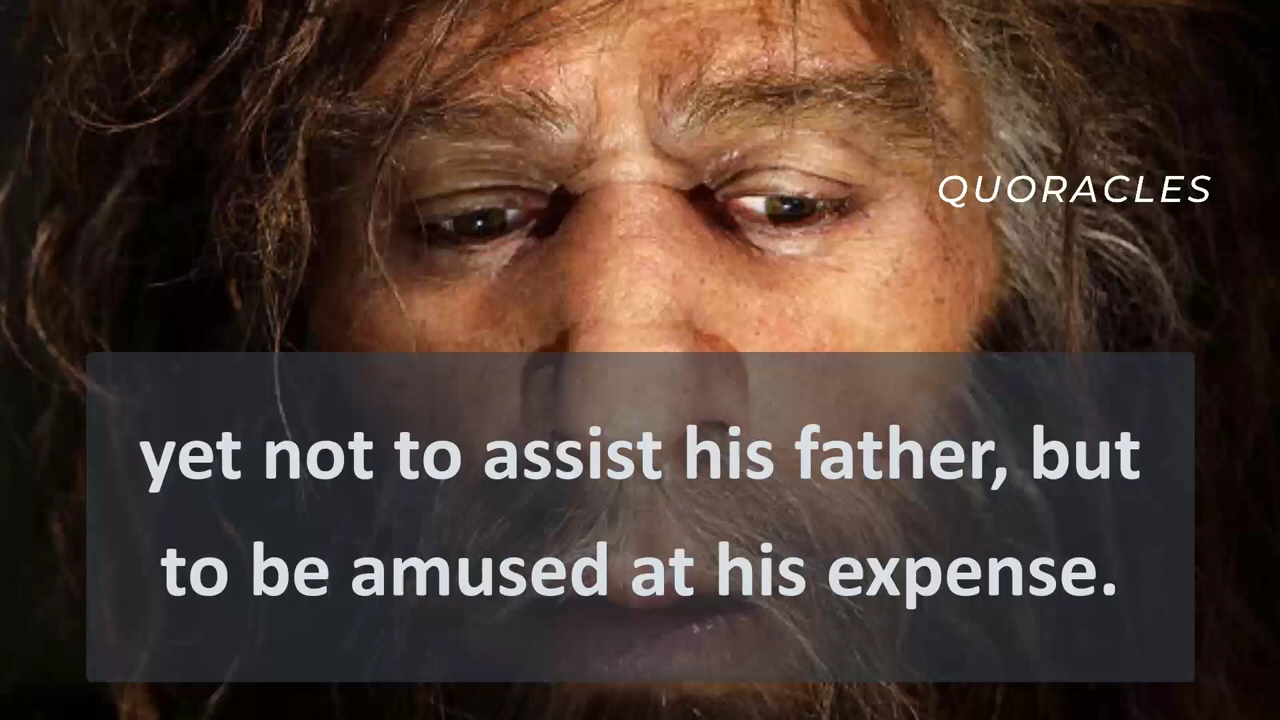 QUORACLES
yet not to assist his father, but
to be amused at his expense.